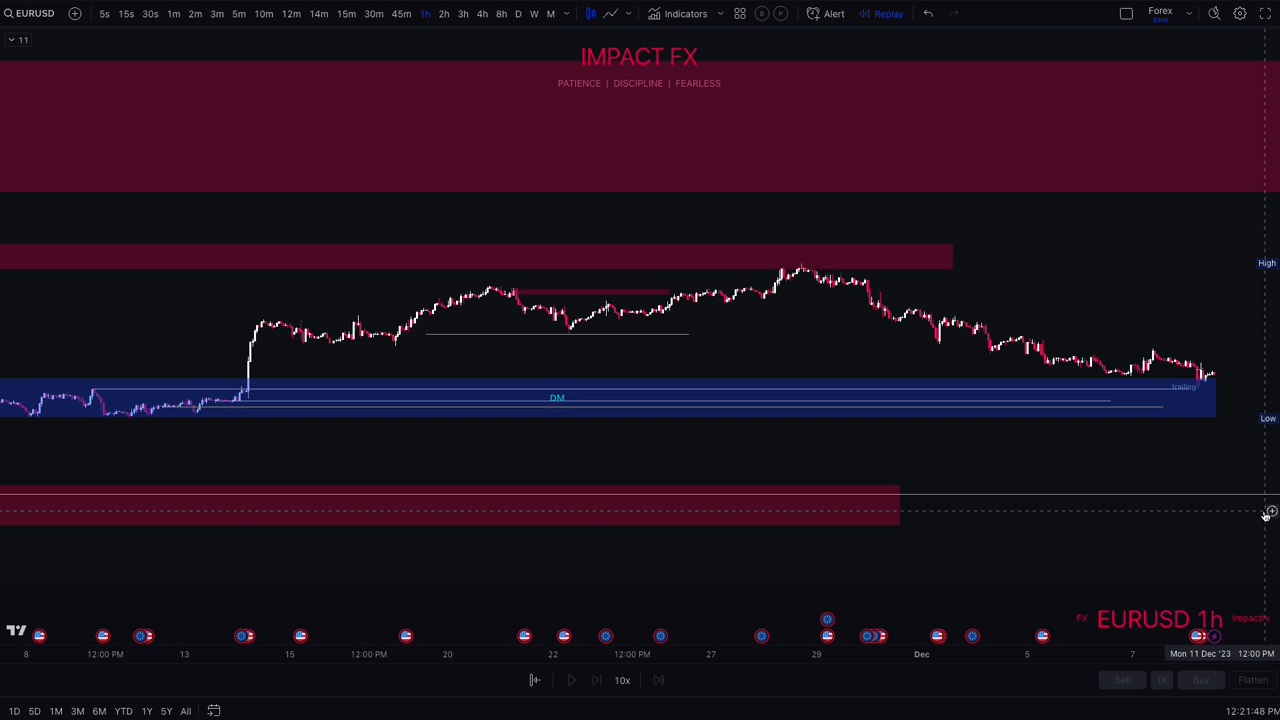 EURUSD 5s 15s 30s 1m 2m 3m 5m 10m 12m 14m 15m 30m 45m 1h 2h 3h 4h 8h D W M Indicators B P Alert Replay Forex
Save
11
IMPACT FX
PATIENCE | DISCIPLINE | FEARLESS
High
trailing
DM
Low
FX EURUSD 1h Impactfx
8 12:00 PM 13 15 12:00 PM 20 22 12:00 PM 27 29 Dec 5 7 Mon 11 Dec '23 12:00 PM
10x Sell 1K Buy Flatten
1D 5D 1M 3M 6M YTD 1Y 5Y All 12:21:48 PM